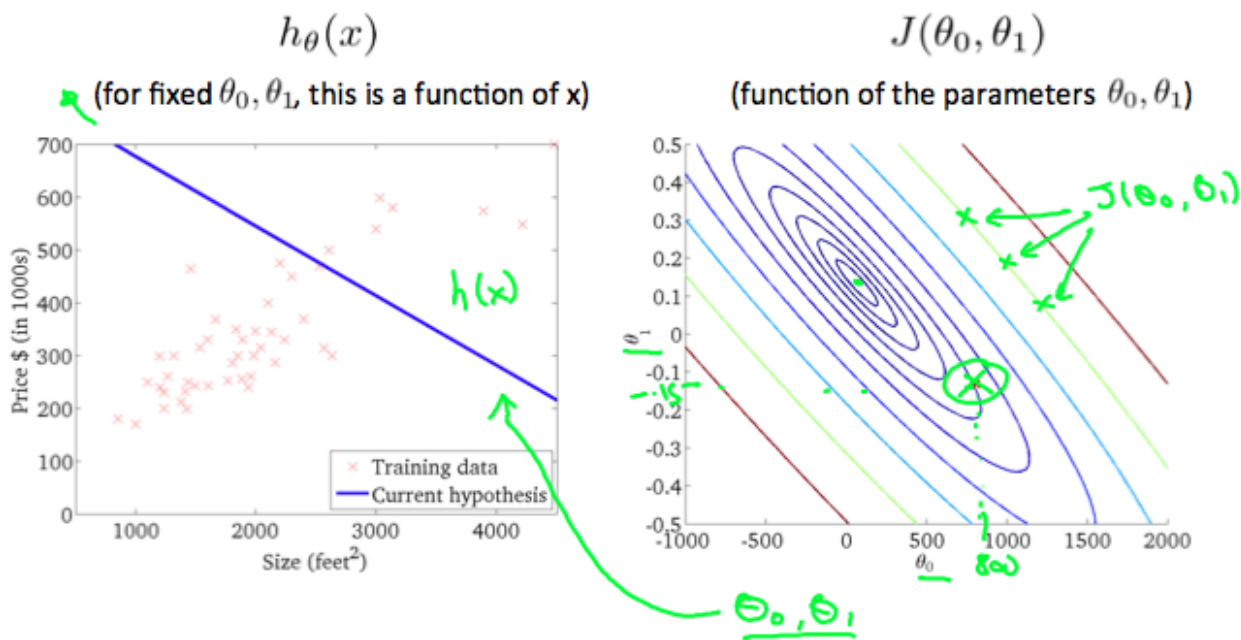 hθ(x)
(for fixed θ0, θ1, this is a function of x)
Price $ (in 1000s)
700
600
500
400
300
200
100
0
1000
2000
3000
4000
Size (feet²)
h(x)
Training data
Current hypothesis
θ0, θ1
J(θ0, θ1)
(function of the parameters θ0, θ1)
J(θ0, θ1)
θ1
0.5
0.4
0.3
0.2
0.1
0
-0.1
-.15
-0.2
-0.3
-0.4
-0.5
-1000
-500
0
500
1000
1500
2000
θ0
800